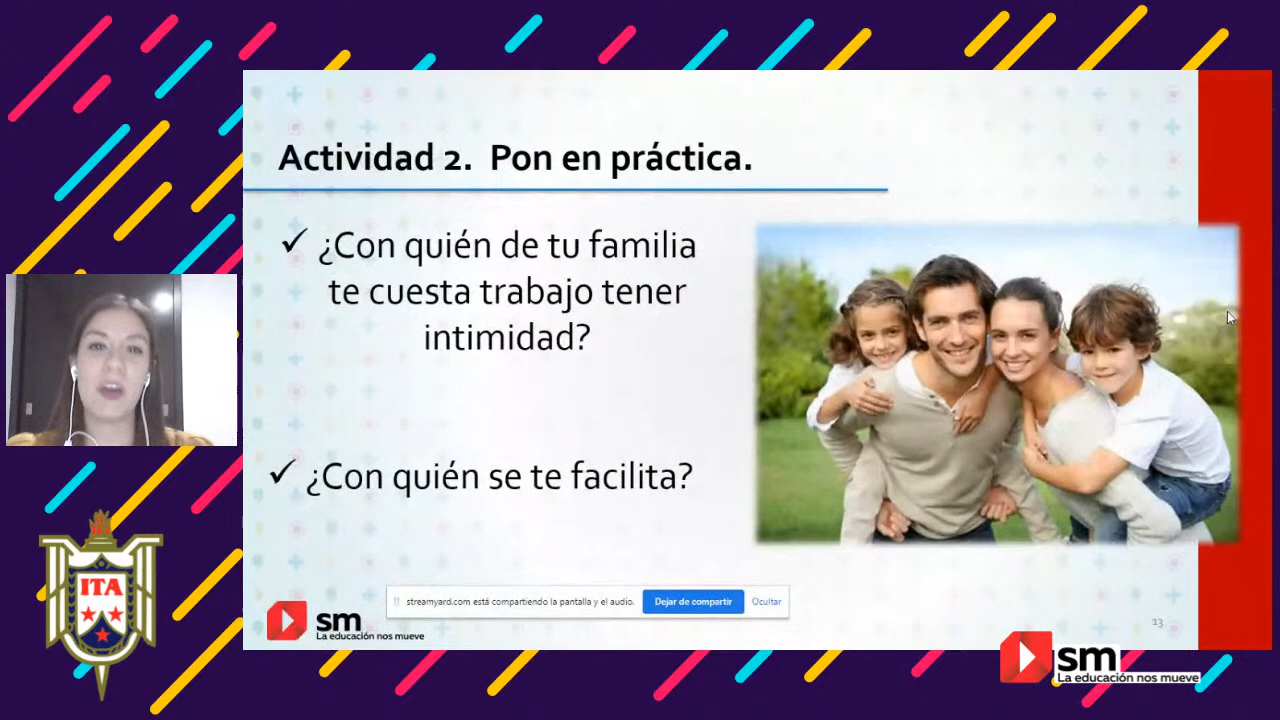 Actividad 2. Pon en práctica.
✓ ¿Con quién de tu familia
te cuesta trabajo tener
intimidad?
✓ ¿Con quién se te facilita?
streamyard.com está compartiendo la pantalla y el audio.
Dejar de compartir
Ocultar
sm
La educación nos mueve
13
ITA
sm
La educación nos mueve